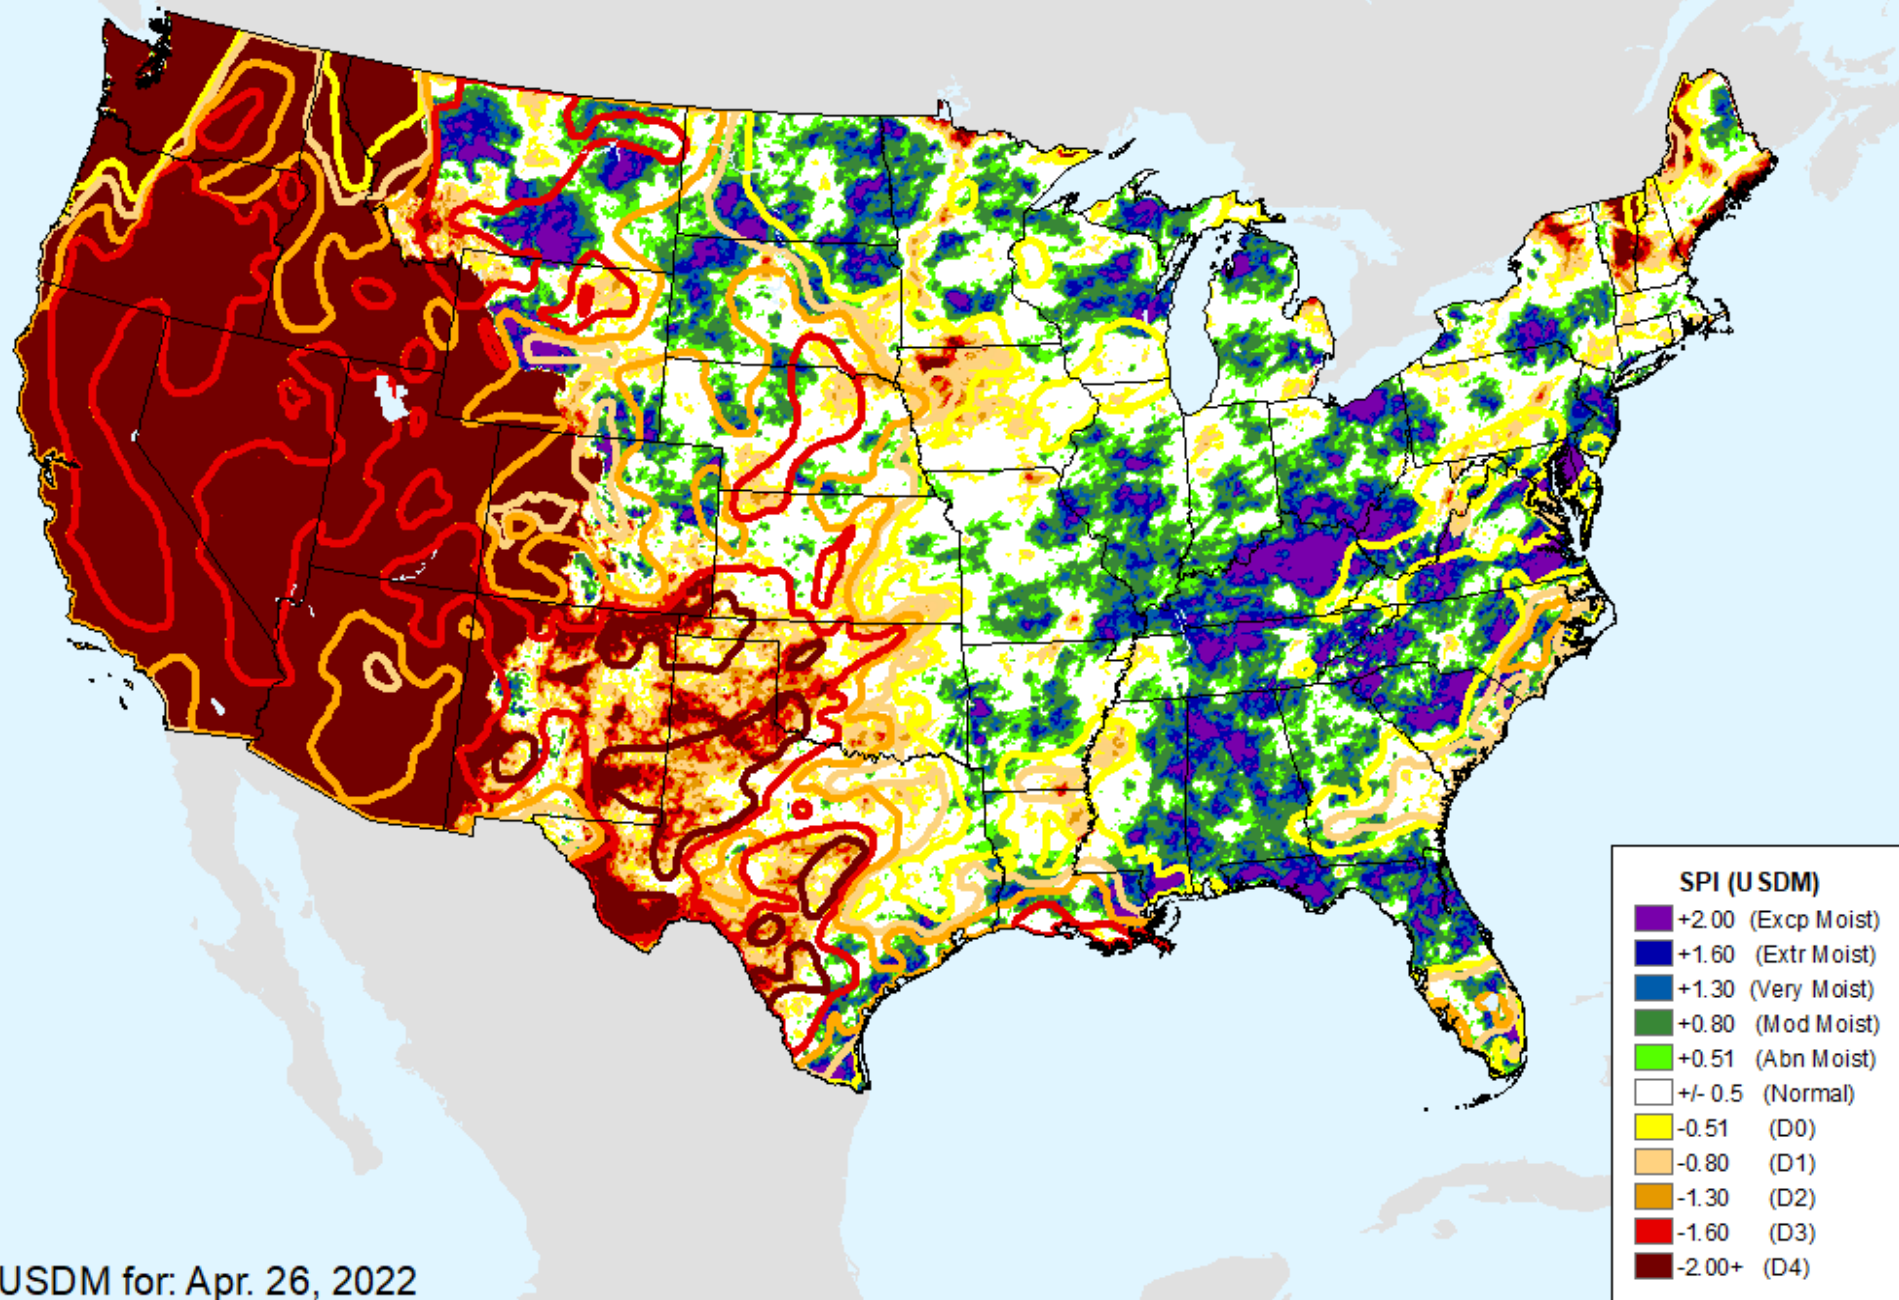 SPI (USDM)
+2.00 (Excp Moist)
+1.60 (Extr Moist)
+1.30 (Very Moist)
+0.80 (Mod Moist)
+0.51 (Abn Moist)
+/- 0.5 (Normal)
-0.51 (D0)
-0.80 (D1)
-1.30 (D2)
-1.60 (D3)
-2.00+ (D4)
USDM for: Apr. 26, 2022